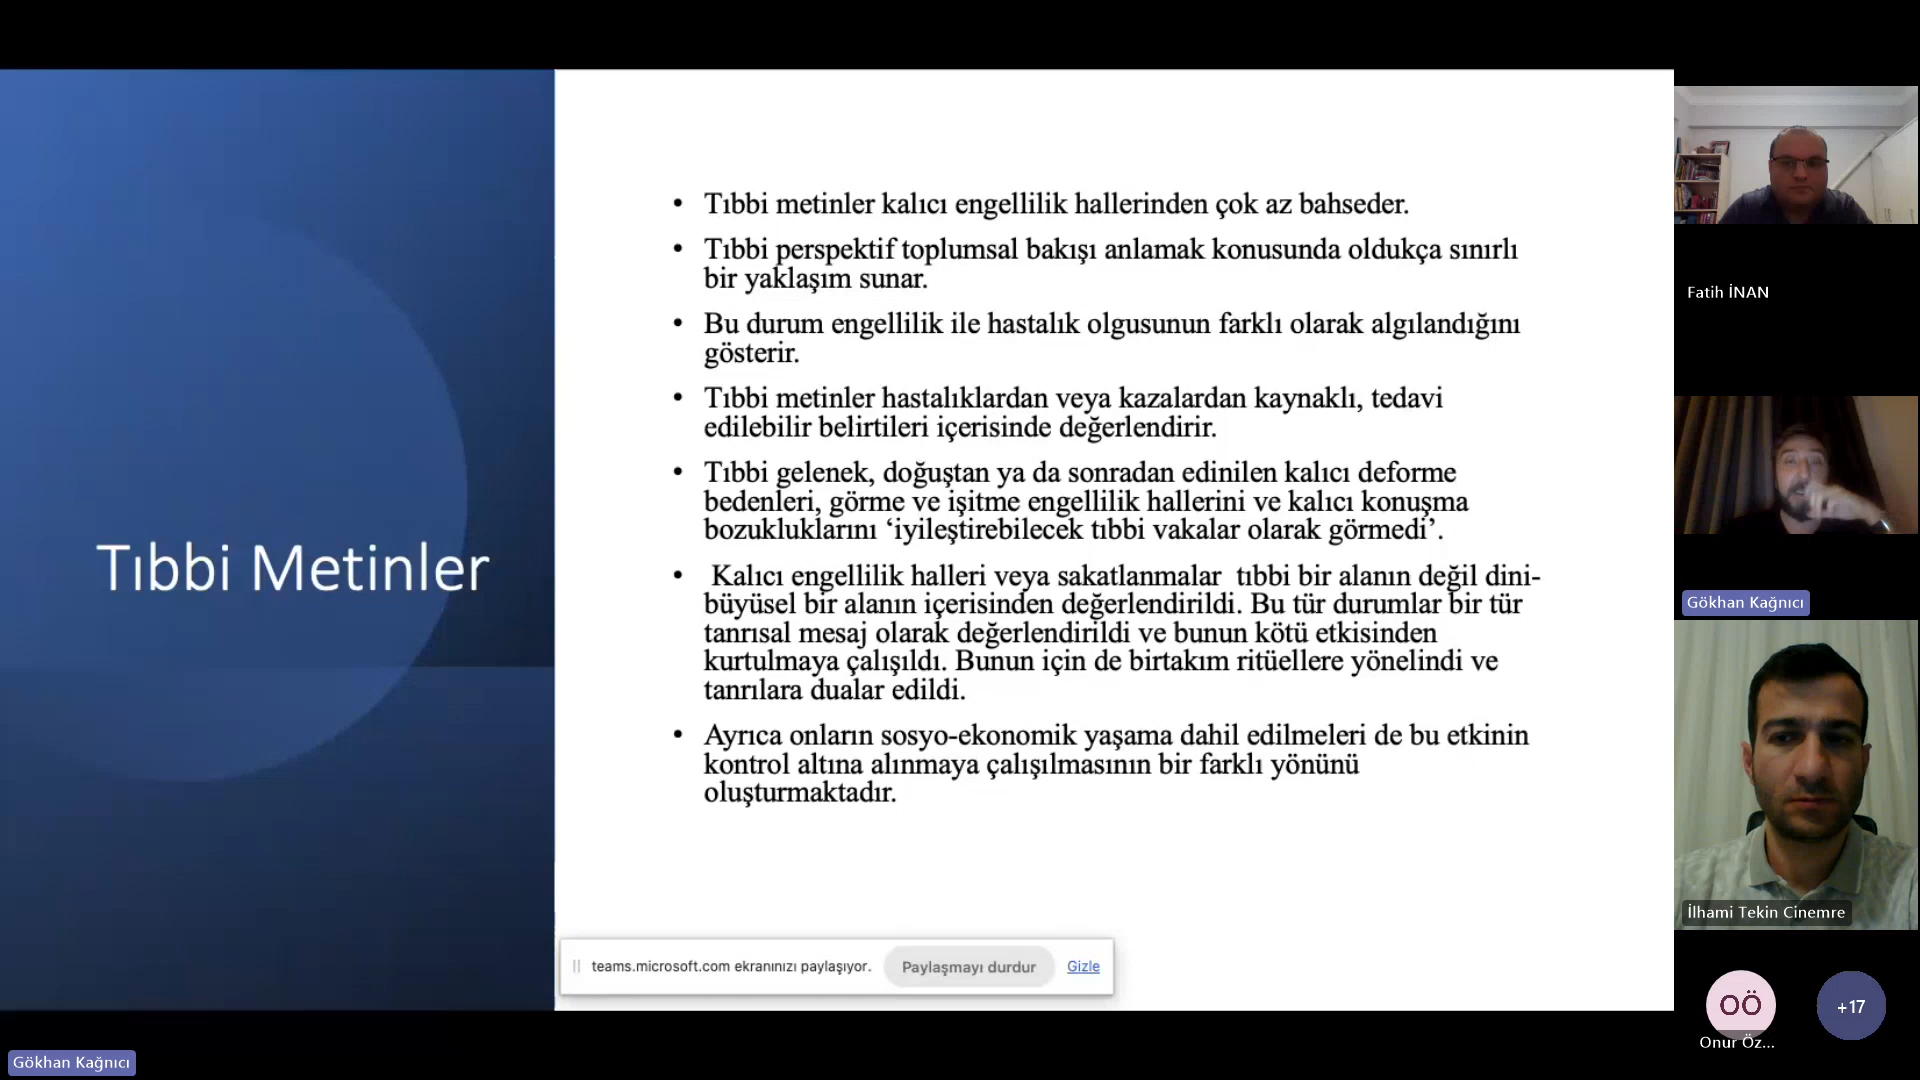 Tıbbi Metinler
• Tıbbi metinler kalıcı engellilik hallerinden çok az bahseder.
• Tıbbi perspektif toplumsal bakışı anlamak konusunda oldukça sınırlı
bir yaklaşım sunar.
• Bu durum engellilik ile hastalık olgusunun farklı olarak algılandığını
gösterir.
• Tıbbi metinler hastalıklardan veya kazalardan kaynaklı, tedavi
edilebilir belirtileri içerisinde değerlendirir.
• Tıbbi gelenek, doğuştan ya da sonradan edinilen kalıcı deforme
bedenleri, görme ve işitme engellilik hallerini ve kalıcı konuşma
bozukluklarını ‘iyileştirebilecek tıbbi vakalar olarak görmedi’.
• Kalıcı engellilik halleri veya sakatlanmalar tıbbi bir alanın değil dini-
büyüsel bir alanın içerisinden değerlendirildi. Bu tür durumlar bir tür
tanrısal mesaj olarak değerlendirildi ve bunun kötü etkisinden
kurtulmaya çalışıldı. Bunun için de birtakım ritüellere yönelindi ve
tanrılara dualar edildi.
• Ayrıca onların sosyo-ekonomik yaşama dahil edilmeleri de bu etkinin
kontrol altına alınmaya çalışılmasının bir farklı yönünü
oluşturmaktadır.
teams.microsoft.com ekranınızı paylaşıyor. Paylaşmayı durdur Gizle
Gökhan Kağnıcı
Fatih İNAN
Gökhan Kağnıcı
İlhami Tekin Cinemre
OÖ
Onur Öz...
+17